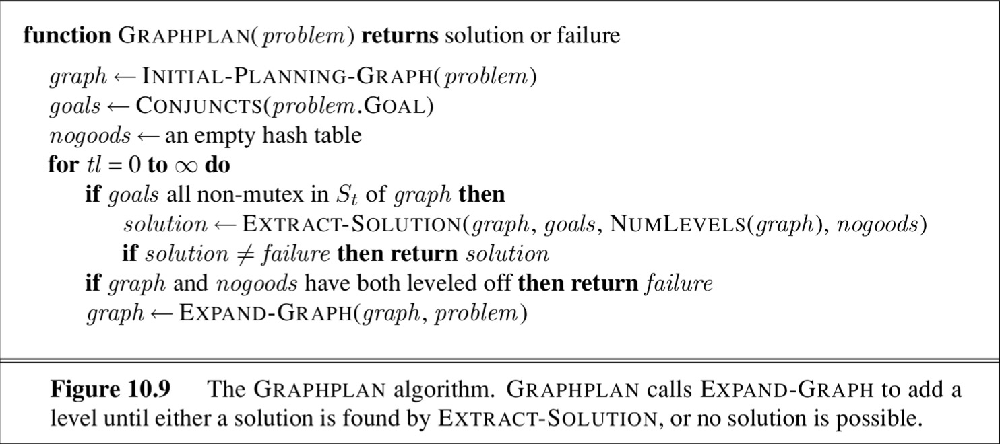 function GRAPHPLAN(problem) returns solution or failure
graph ← INITIAL-PLANNING-GRAPH(problem)
goals ← CONJUNCTS(problem.GOAL)
nogoods ← an empty hash table
for tl = 0 to ∞ do
if goals all non-mutex in Sₜ of graph then
solution ← EXTRACT-SOLUTION(graph, goals, NUMLEVELS(graph), nogoods)
if solution ≠ failure then return solution
if graph and nogoods have both leveled off then return failure
graph ← EXPAND-GRAPH(graph, problem)
Figure 10.9 The GRAPHPLAN algorithm. GRAPHPLAN calls EXPAND-GRAPH to add a
level until either a solution is found by EXTRACT-SOLUTION, or no solution is possible.